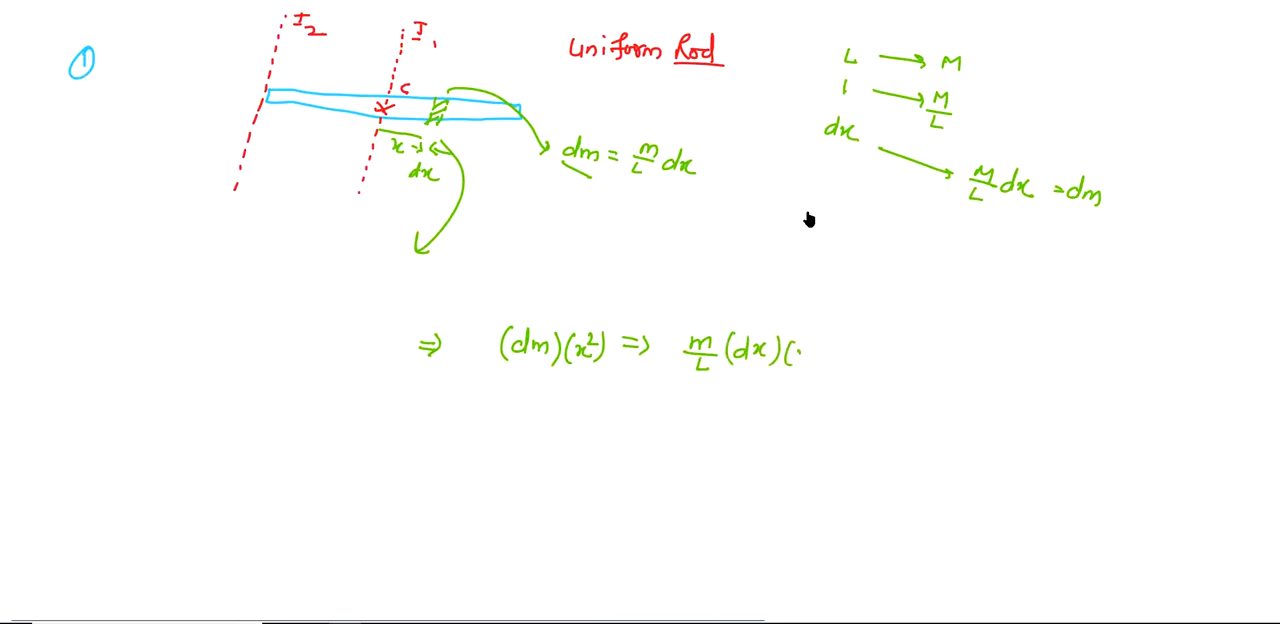 ①
I₂
I₁
Uniform Rod
C
x
dx
dm = m/L dx
L → M
1 → M/L
dx → M/L dx = dm
⇒ (dm)(x²) ⇒ m/L (dx)(